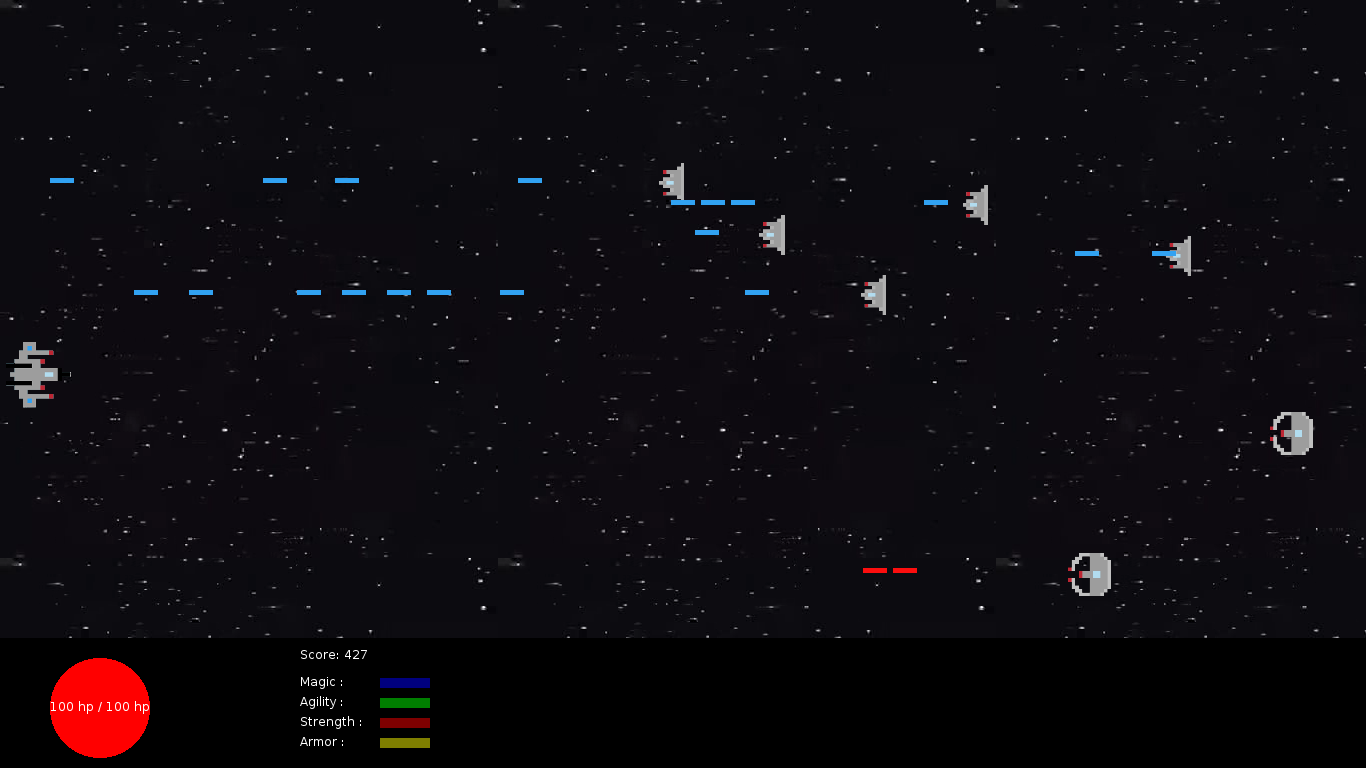 Score: 427
Magic :
Agility :
100 hp / 100 hp
Strength :
Armor :